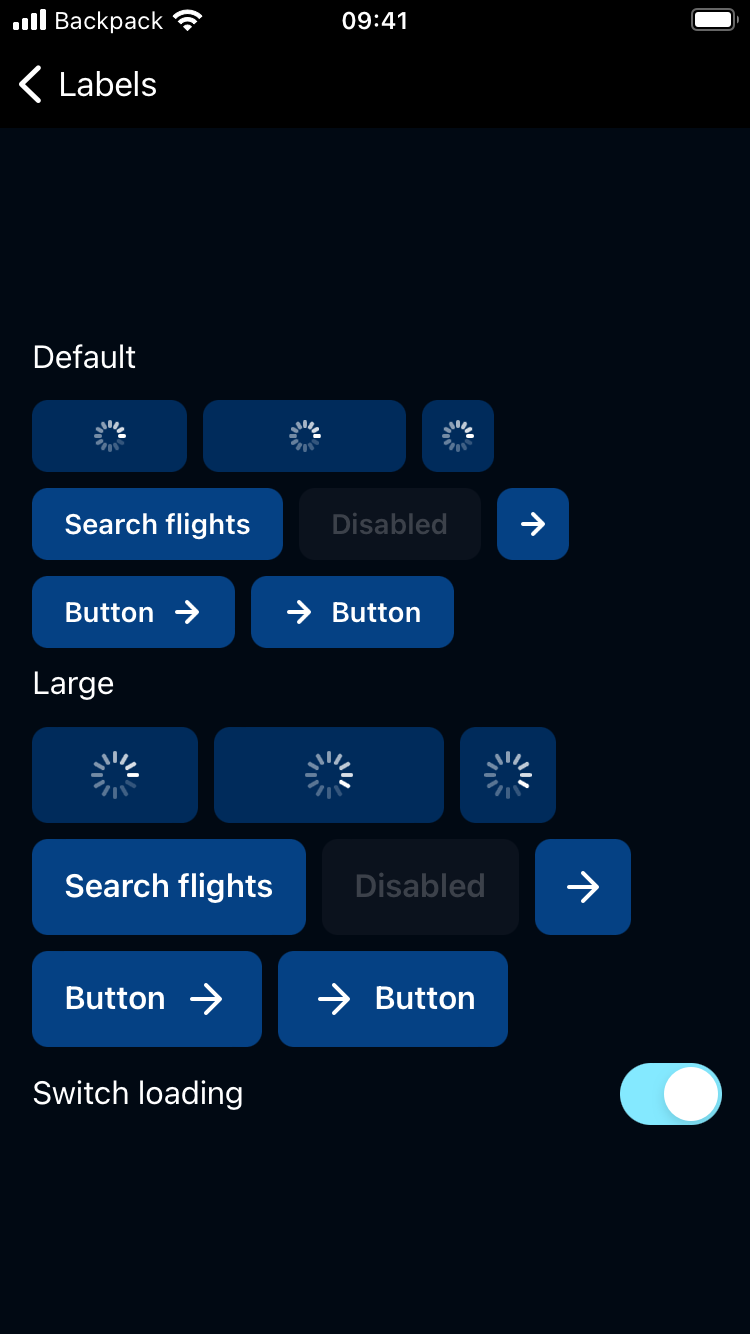 Backpack 09:41
Labels
Default
Search flights Disabled
Button Button
Large
Search flights Disabled
Button Button
Switch loading